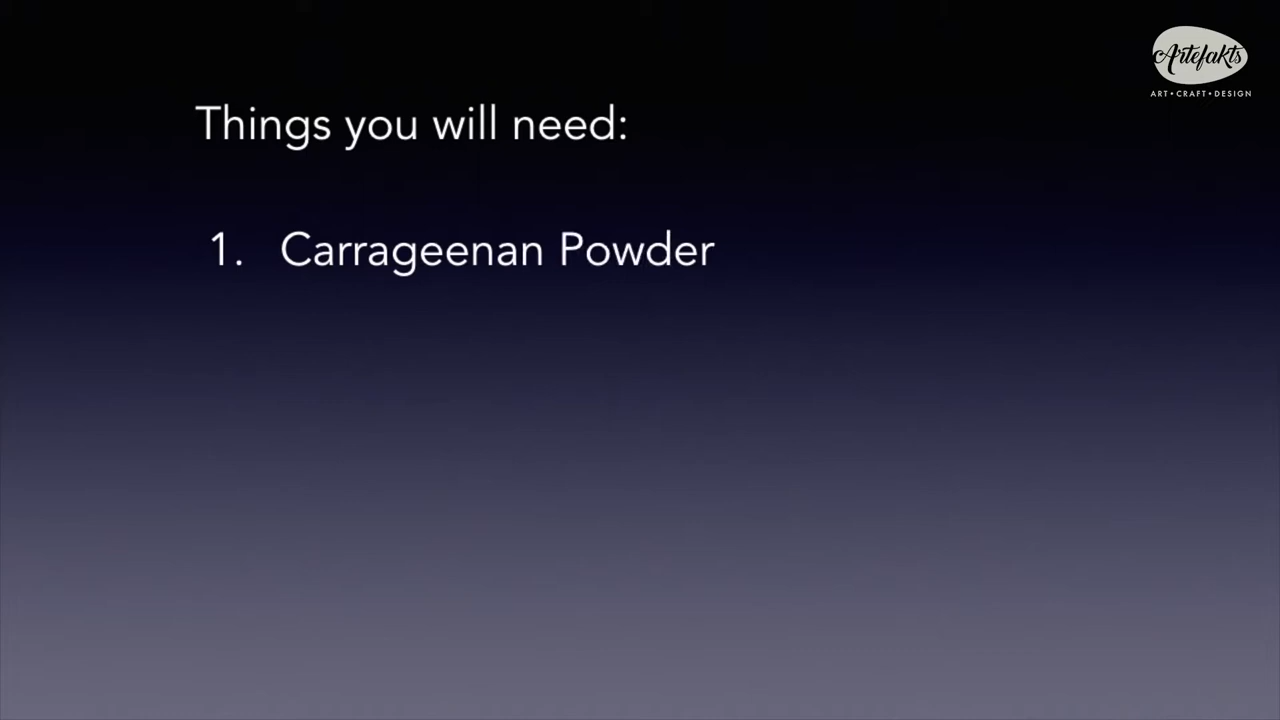 Artefakts
ART • CRAFT • DESIGN
Things you will need:
1. Carrageenan Powder